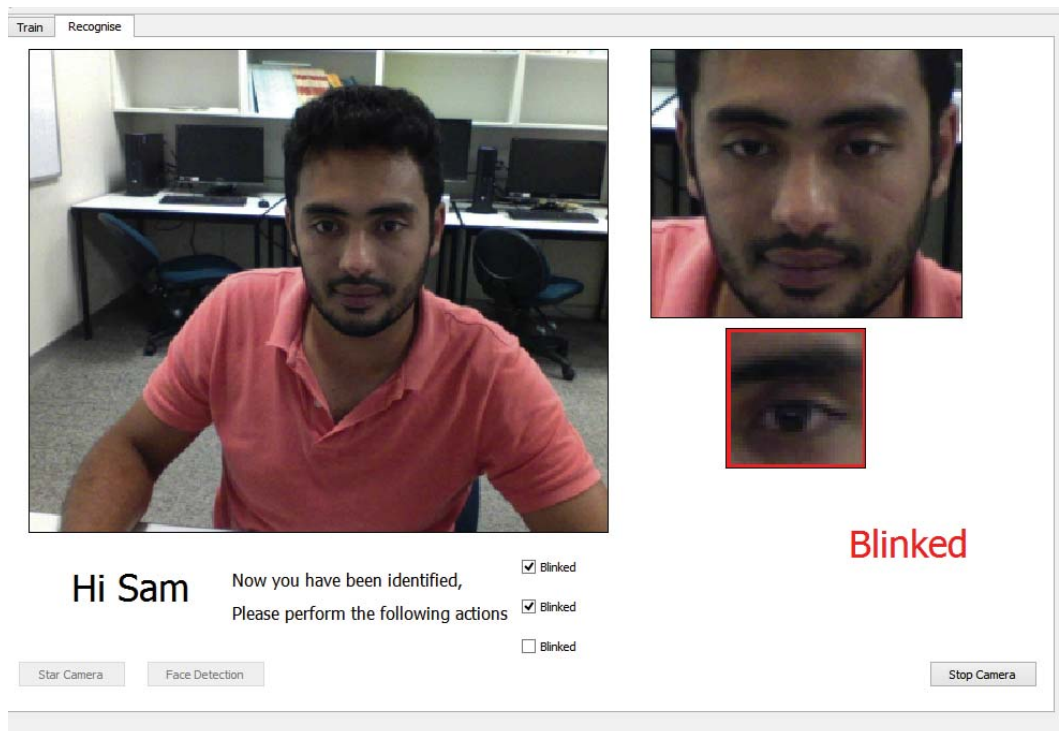 Train Recognise
Blinked
Hi Sam
Now you have been identified,
Please perform the following actions
Blinked
Blinked
Blinked
Star Camera Face Detection Stop Camera